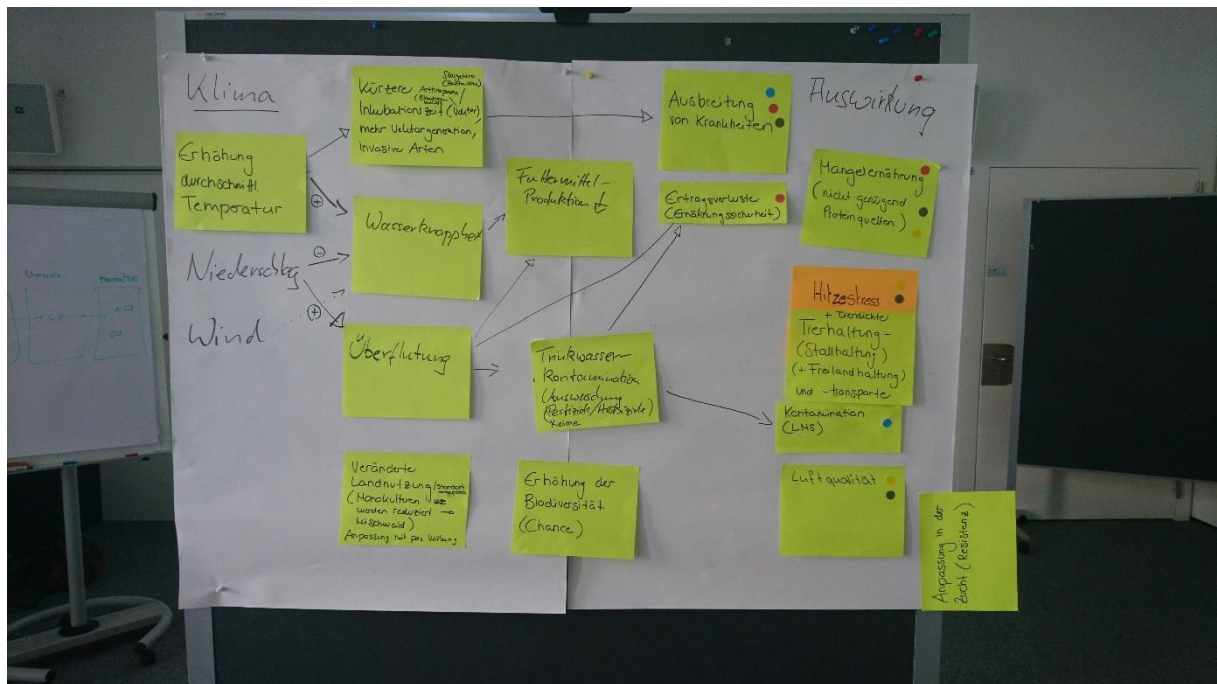 Klima
Erhöhung
durchschnittl.
Temperatur
Niederschlag
Wind
Kürzere
Inkubationszeit (Vektor)
mehr Vektorgeneration,
Invasive Arten
⊕
Wasserknappheit
⊖
⊕
Überflutung
Veränderte
Landnutzung/
(Monokulturen
werden reduziert →
Mischwald)
Anpassung mit pos. Wirkung
Futtermittel-
Produktion ↓
Trinkwasser-
Kontamination
(Auswaschung
Pestizide/
Keime
Erhöhung der
Biodiversität
(Chance)
Ausbreitung
von Krankheiten
Ertragsverluste
(Ernährungssicherheit)
Auswirkung
Mangelernährung
(nicht genügend
Proteinquellen)
Hitzestress
+ Tierdichte
Tierhaltung-
(Stallhaltung)
(+ Freilandhaltung)
und -transporte
Kontamination
(LMS)
Luftqualität
Anpassung in der
Zucht (Resistenz)
Umwelt